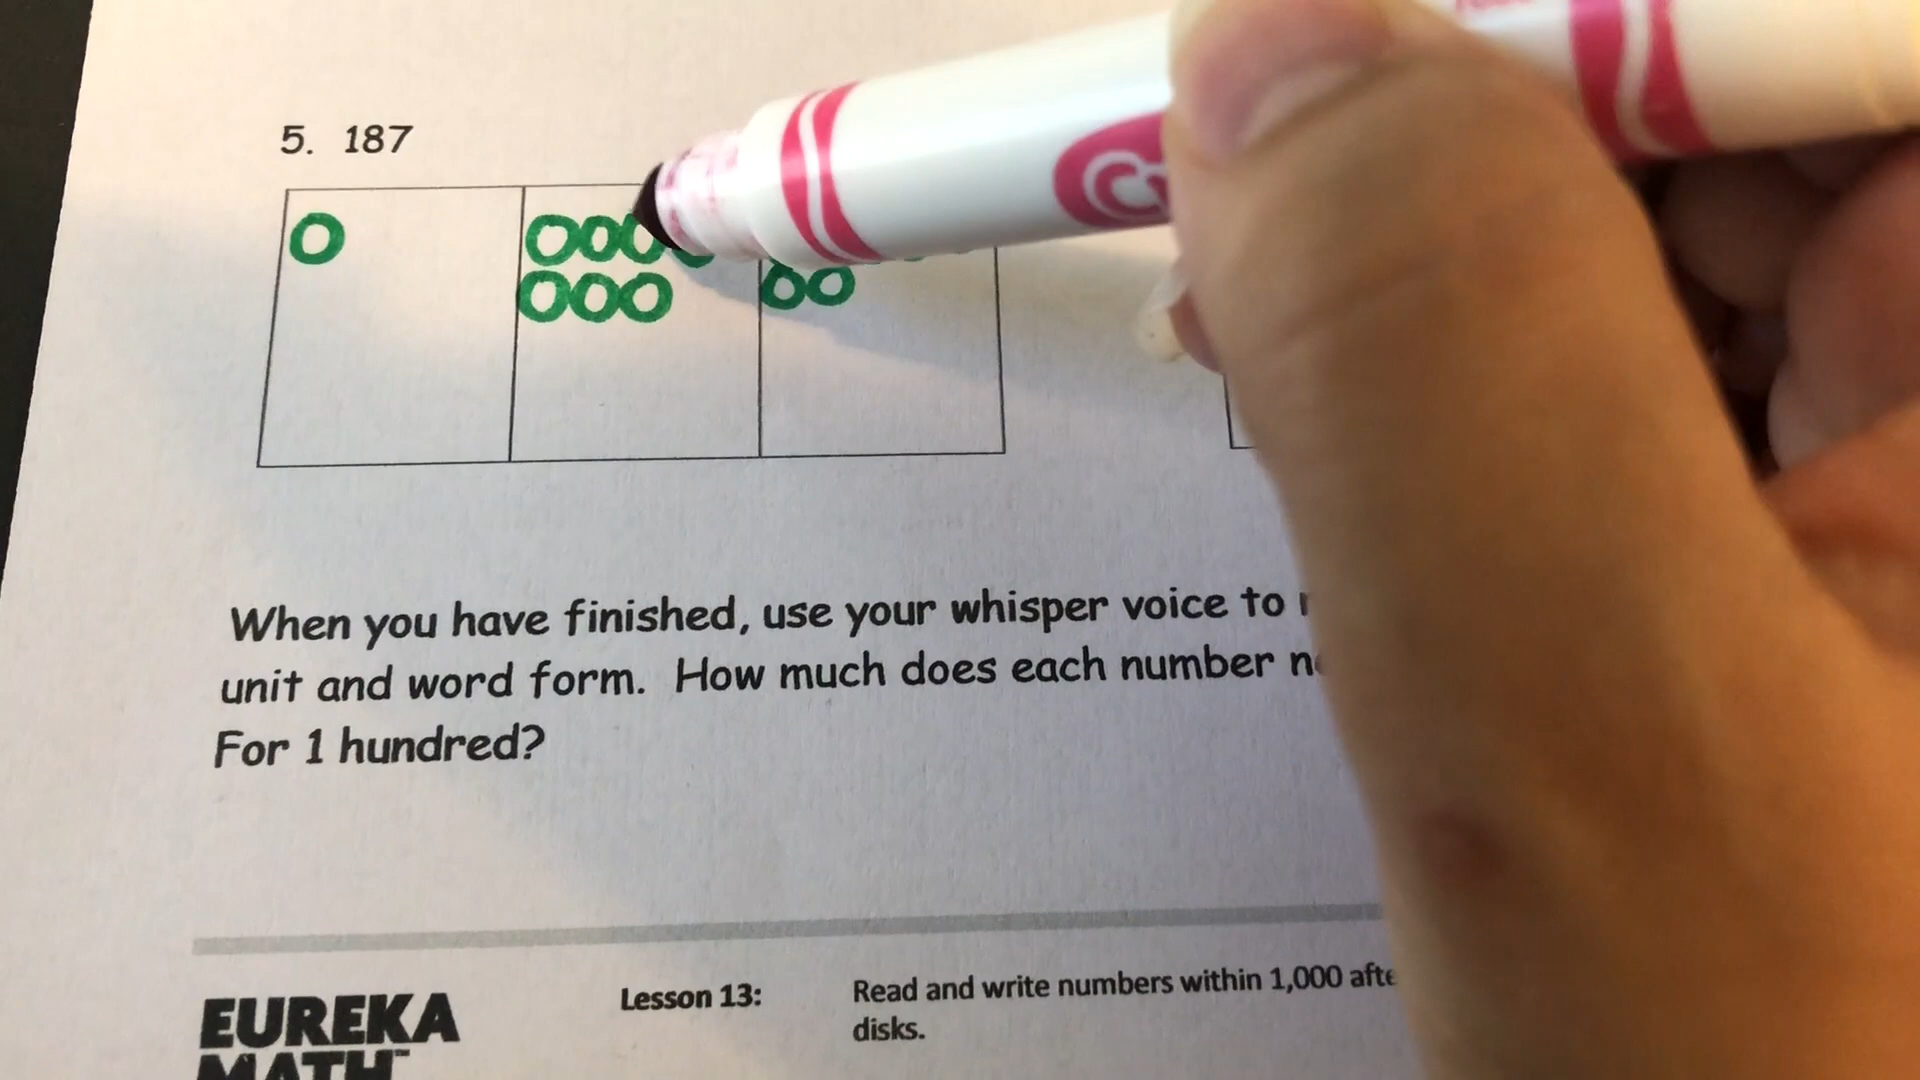 5. 187
When you have finished, use your whisper voice to
unit and word form. How much does each number
For 1 hundred?
EUREKA
MATH™
Lesson 13:
Read and write numbers within 1,000
disks.